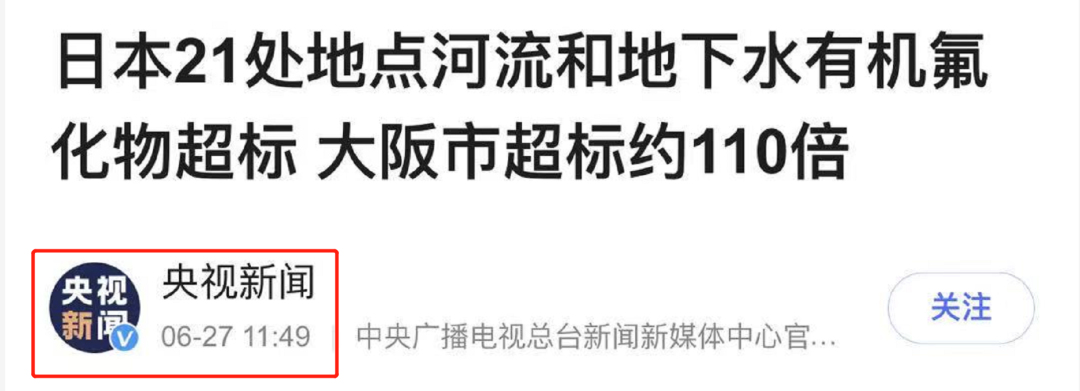 日本21处地点河流和地下水有机氟
化物超标 大阪市超标约110倍
央视
新闻
央视新闻
06-27 11:49
中央广播电视总台新闻新媒体中心官...
关注